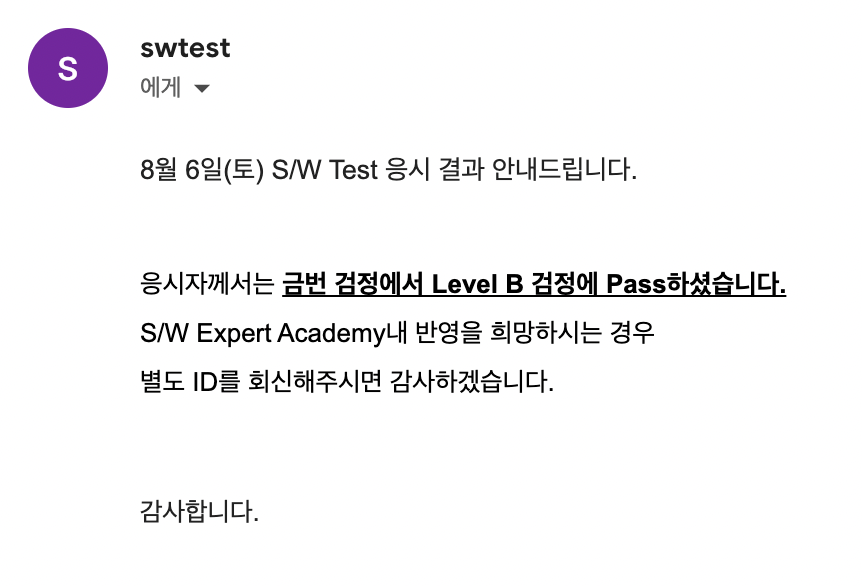 S
swtest
에게
8월 6일(토) S/W Test 응시 결과 안내드립니다.
응시자께서는 금번 검정에서 Level B 검정에 Pass하셨습니다.
S/W Expert Academy내 반영을 희망하시는 경우
별도 ID를 회신해주시면 감사하겠습니다.
감사합니다.